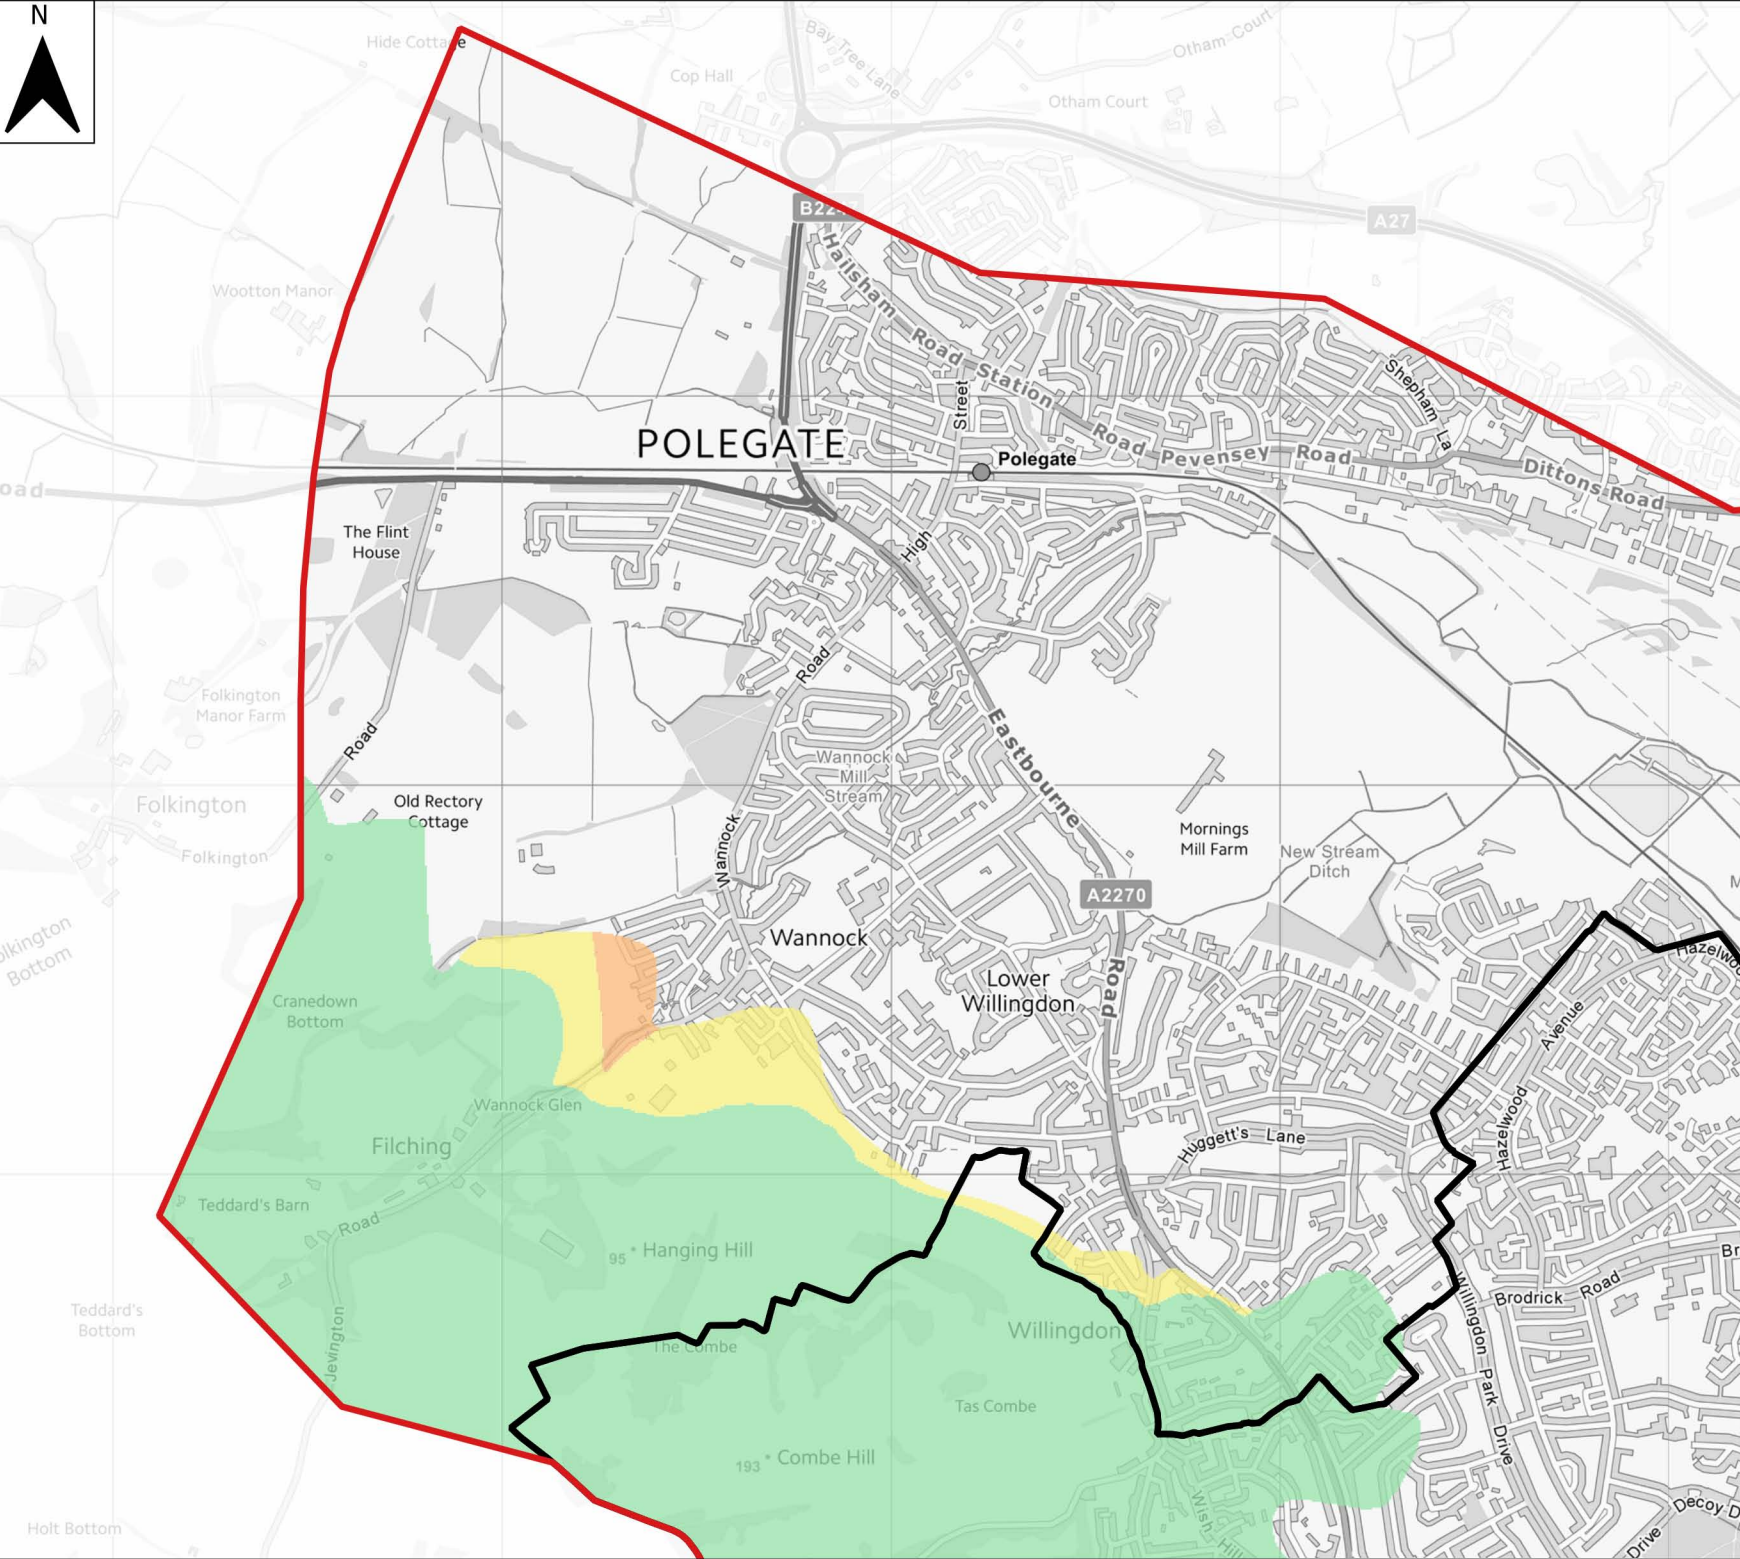 N
Hide Cottage
Cop Hall
Bay Tree Lane
Otham Court
Otham Court
B22
A27
Hailsham Road
Wootton Manor
Station Road
Street
Shepham La
POLEGATE
Polegate
Pevensey Road
Dittons Road
oad
The Flint
House
High
Road
Folkington
Manor Farm
Road
Eastbourne
Wannock
Mill
Stream
Folkington
Old Rectory
Cottage
Mornings
Mill Farm
New Stream
Ditch
Folkington
Wannock
A2270
olkington
Bottom
Wannock
Hazelwo
Lower
Willingdon
Road
Cranedown
Bottom
Avenue
Wannock Glen
Hazelwood
Filching
Huggett's Lane
Teddard's Barn
Road
95 Hanging Hill
Br
Teddard's
Bottom
Brodrick Road
Willingdon
Jevington
The Combe
Willingdon Park Drive
Tas Combe
193 Combe Hill
Wish Hill
Decoy D
Holt Bottom
Drive